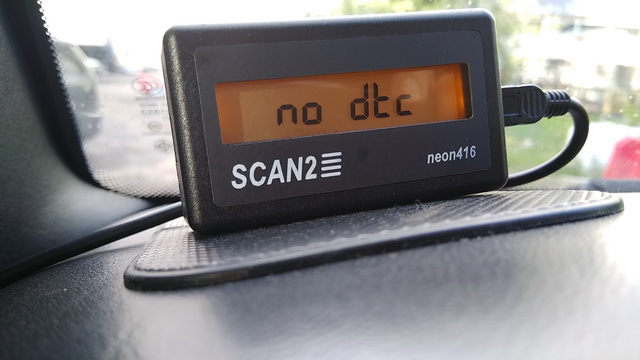 no dtc
SCAN2
neon416